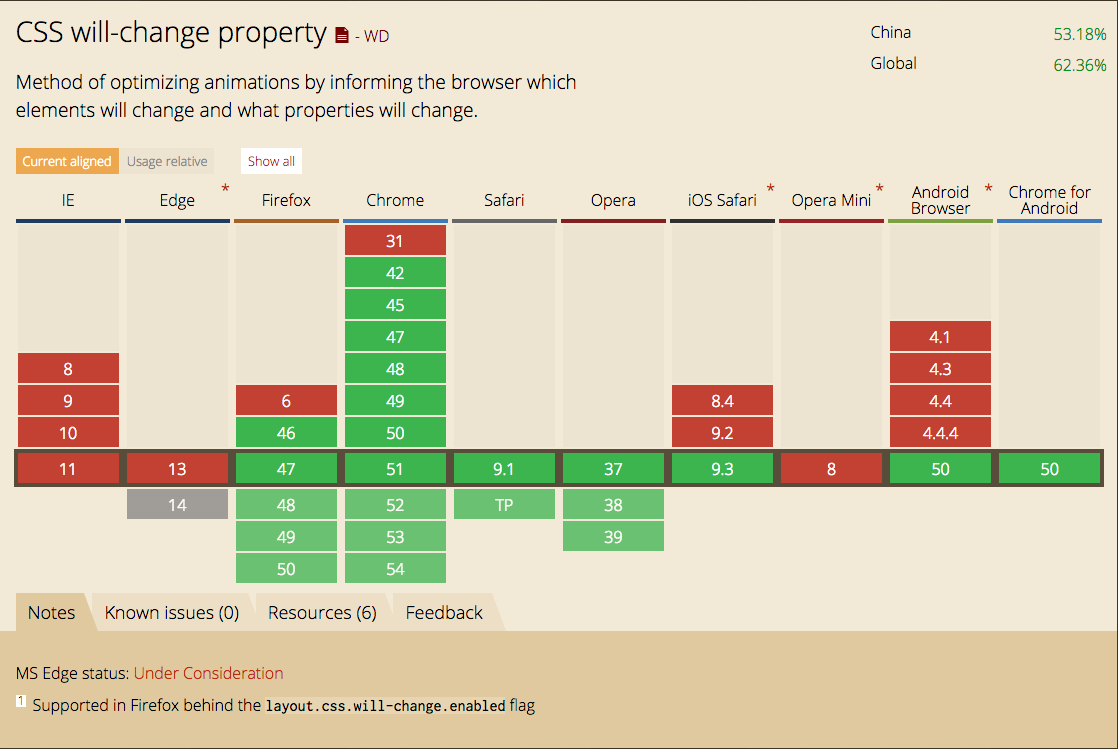 CSS will-change property - WD
China 53.18%
Global 62.36%
Method of optimizing animations by informing the browser which
elements will change and what properties will change.
Current aligned Usage relative Show all
IE Edge * Firefox Chrome Safari Opera iOS Safari * Opera Mini * Android Browser * Chrome for Android
31
42
45
47 4.1
8 48 4.3
9 6 49 8.4 4.4
10 46 50 9.2 4.4.4
11 13 47 51 9.1 37 9.3 8 50 50
14 48 52 TP 38
49 53 39
50 54
Notes Known issues (0) Resources (6) Feedback
MS Edge status: Under Consideration
1 Supported in Firefox behind the layout.css.will-change.enabled flag